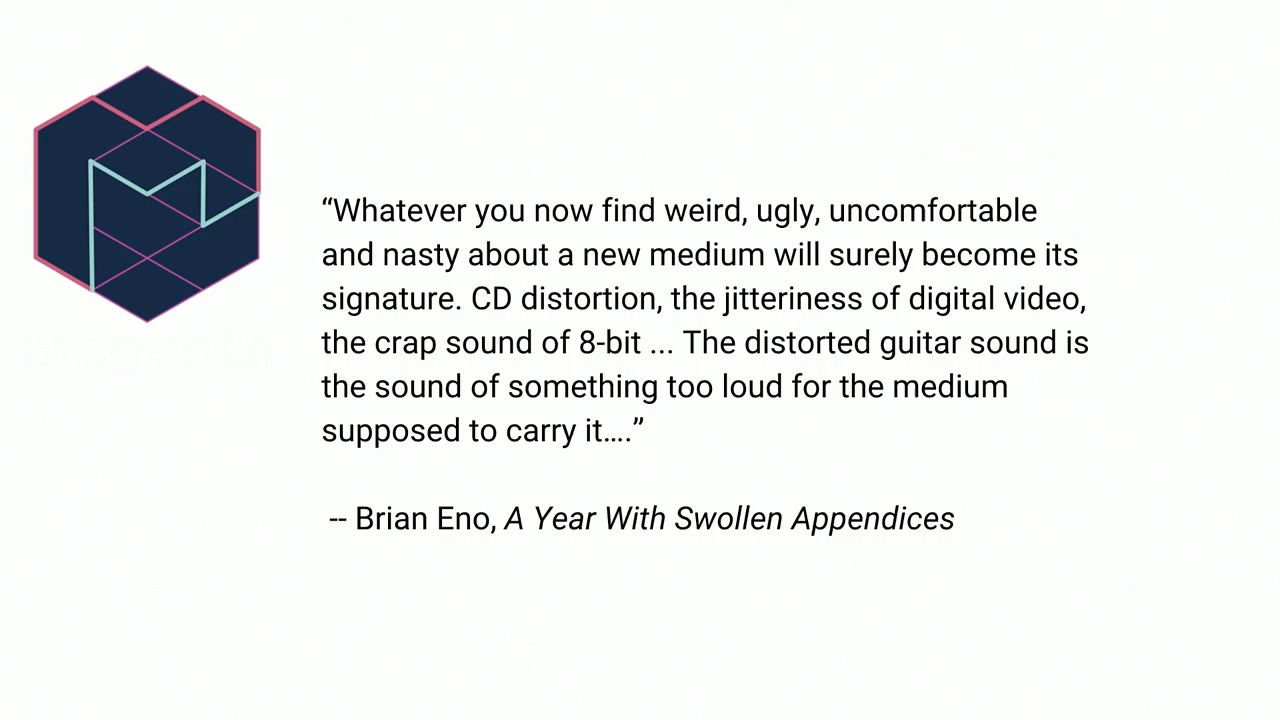 “Whatever you now find weird, ugly, uncomfortable
and nasty about a new medium will surely become its
signature. CD distortion, the jitteriness of digital video,
the crap sound of 8-bit ... The distorted guitar sound is
the sound of something too loud for the medium
supposed to carry it….”
-- Brian Eno, A Year With Swollen Appendices